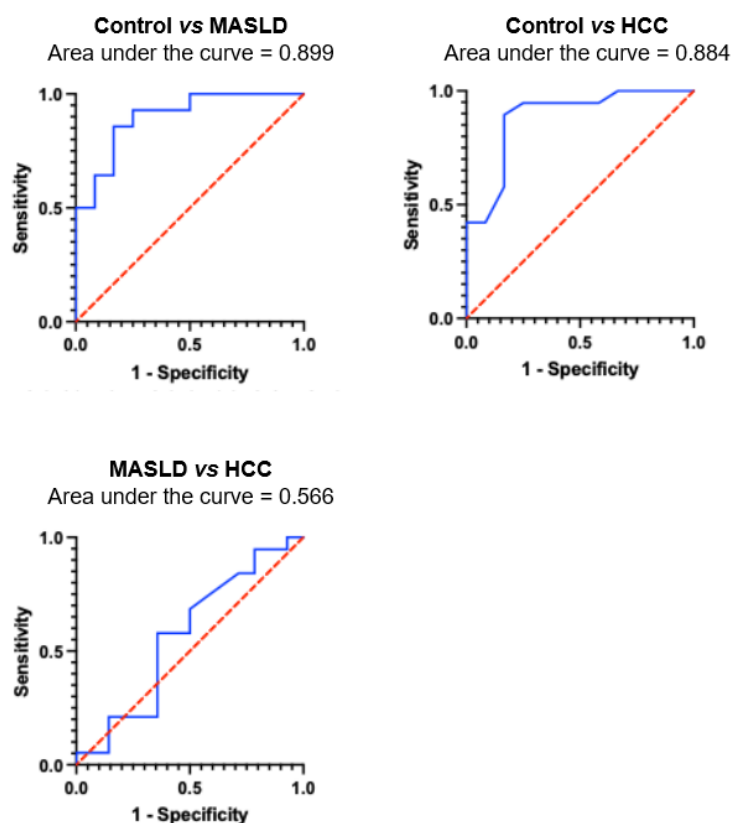 Control vs MASLD
Area under the curve = 0.899
1.0
0.5
0.0
Sensitivity
0.0 0.5 1.0
1 - Specificity
Control vs HCC
Area under the curve = 0.884
1.0
0.5
0.0
Sensitivity
0.0 0.5 1.0
1 - Specificity
MASLD vs HCC
Area under the curve = 0.566
1.0
0.5
0.0
Sensitivity
0.0 0.5 1.0
1 - Specificity